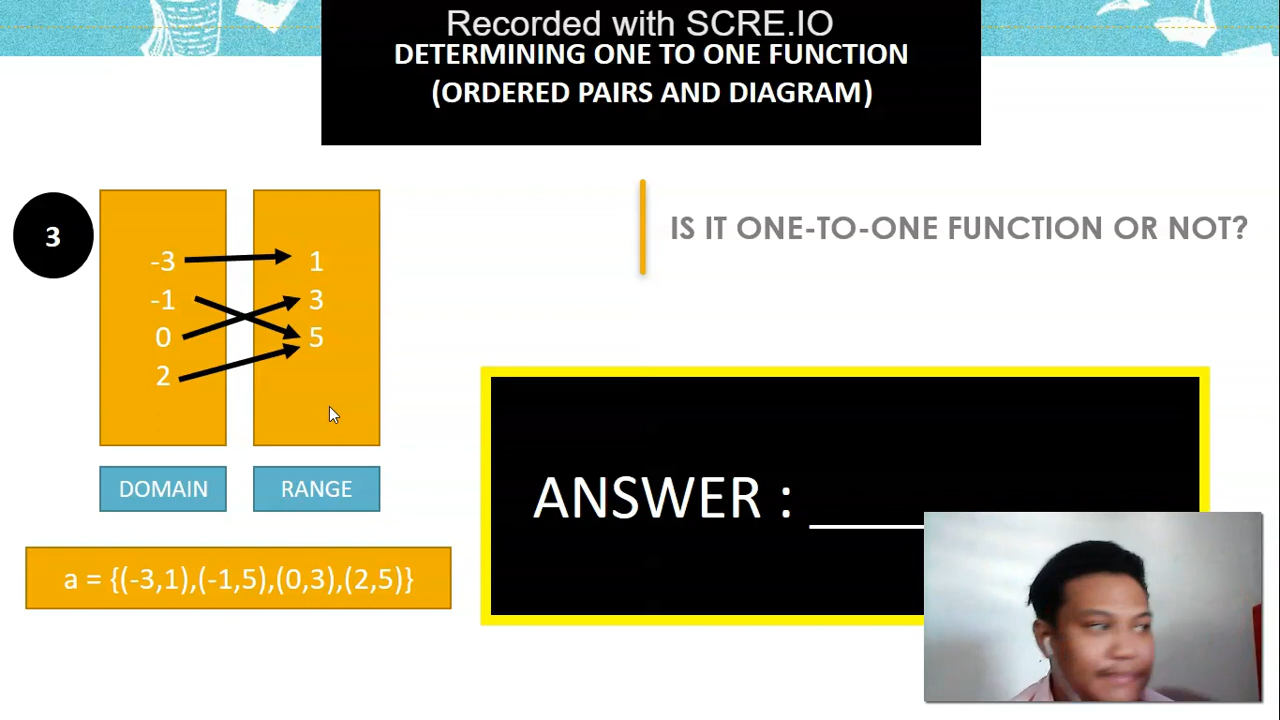 Recorded with SCRE.IO
DETERMINING ONE TO ONE FUNCTION
(ORDERED PAIRS AND DIAGRAM)
3
-3
-1
0
2
1
3
5
DOMAIN
RANGE
a = {(-3,1),(-1,5),(0,3),(2,5)}
IS IT ONE-TO-ONE FUNCTION OR NOT?
ANSWER : ____